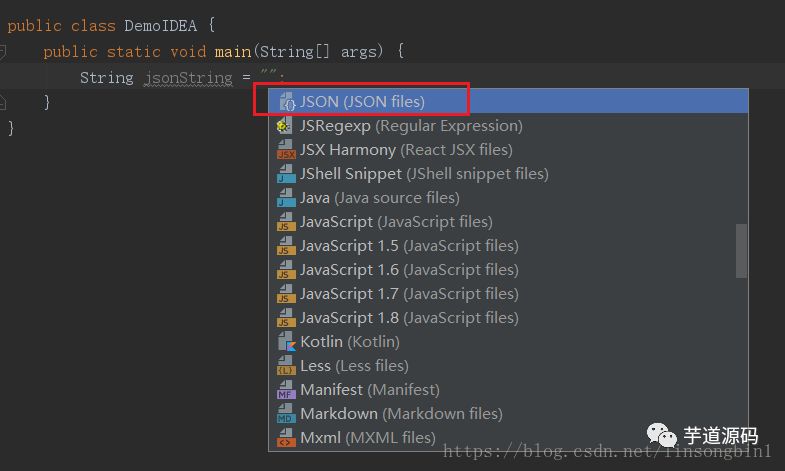 public class DemoIDEA {
public static void main(String[] args) {
String jsonString = "";
}
}
JSON (JSON files)
JSRegexp (Regular Expression)
JSX Harmony (React JSX files)
JShell Snippet (JShell snippet files)
Java (Java source files)
JavaScript (JavaScript files)
JavaScript 1.5 (JavaScript files)
JavaScript 1.6 (JavaScript files)
JavaScript 1.7 (JavaScript files)
JavaScript 1.8 (JavaScript files)
Kotlin (Kotlin)
Less (Less files)
Manifest (Manifest)
Markdown (Markdown files)
Mxml (MXML files)
芋道源码
https://blog.csdn.net/linsongbin1